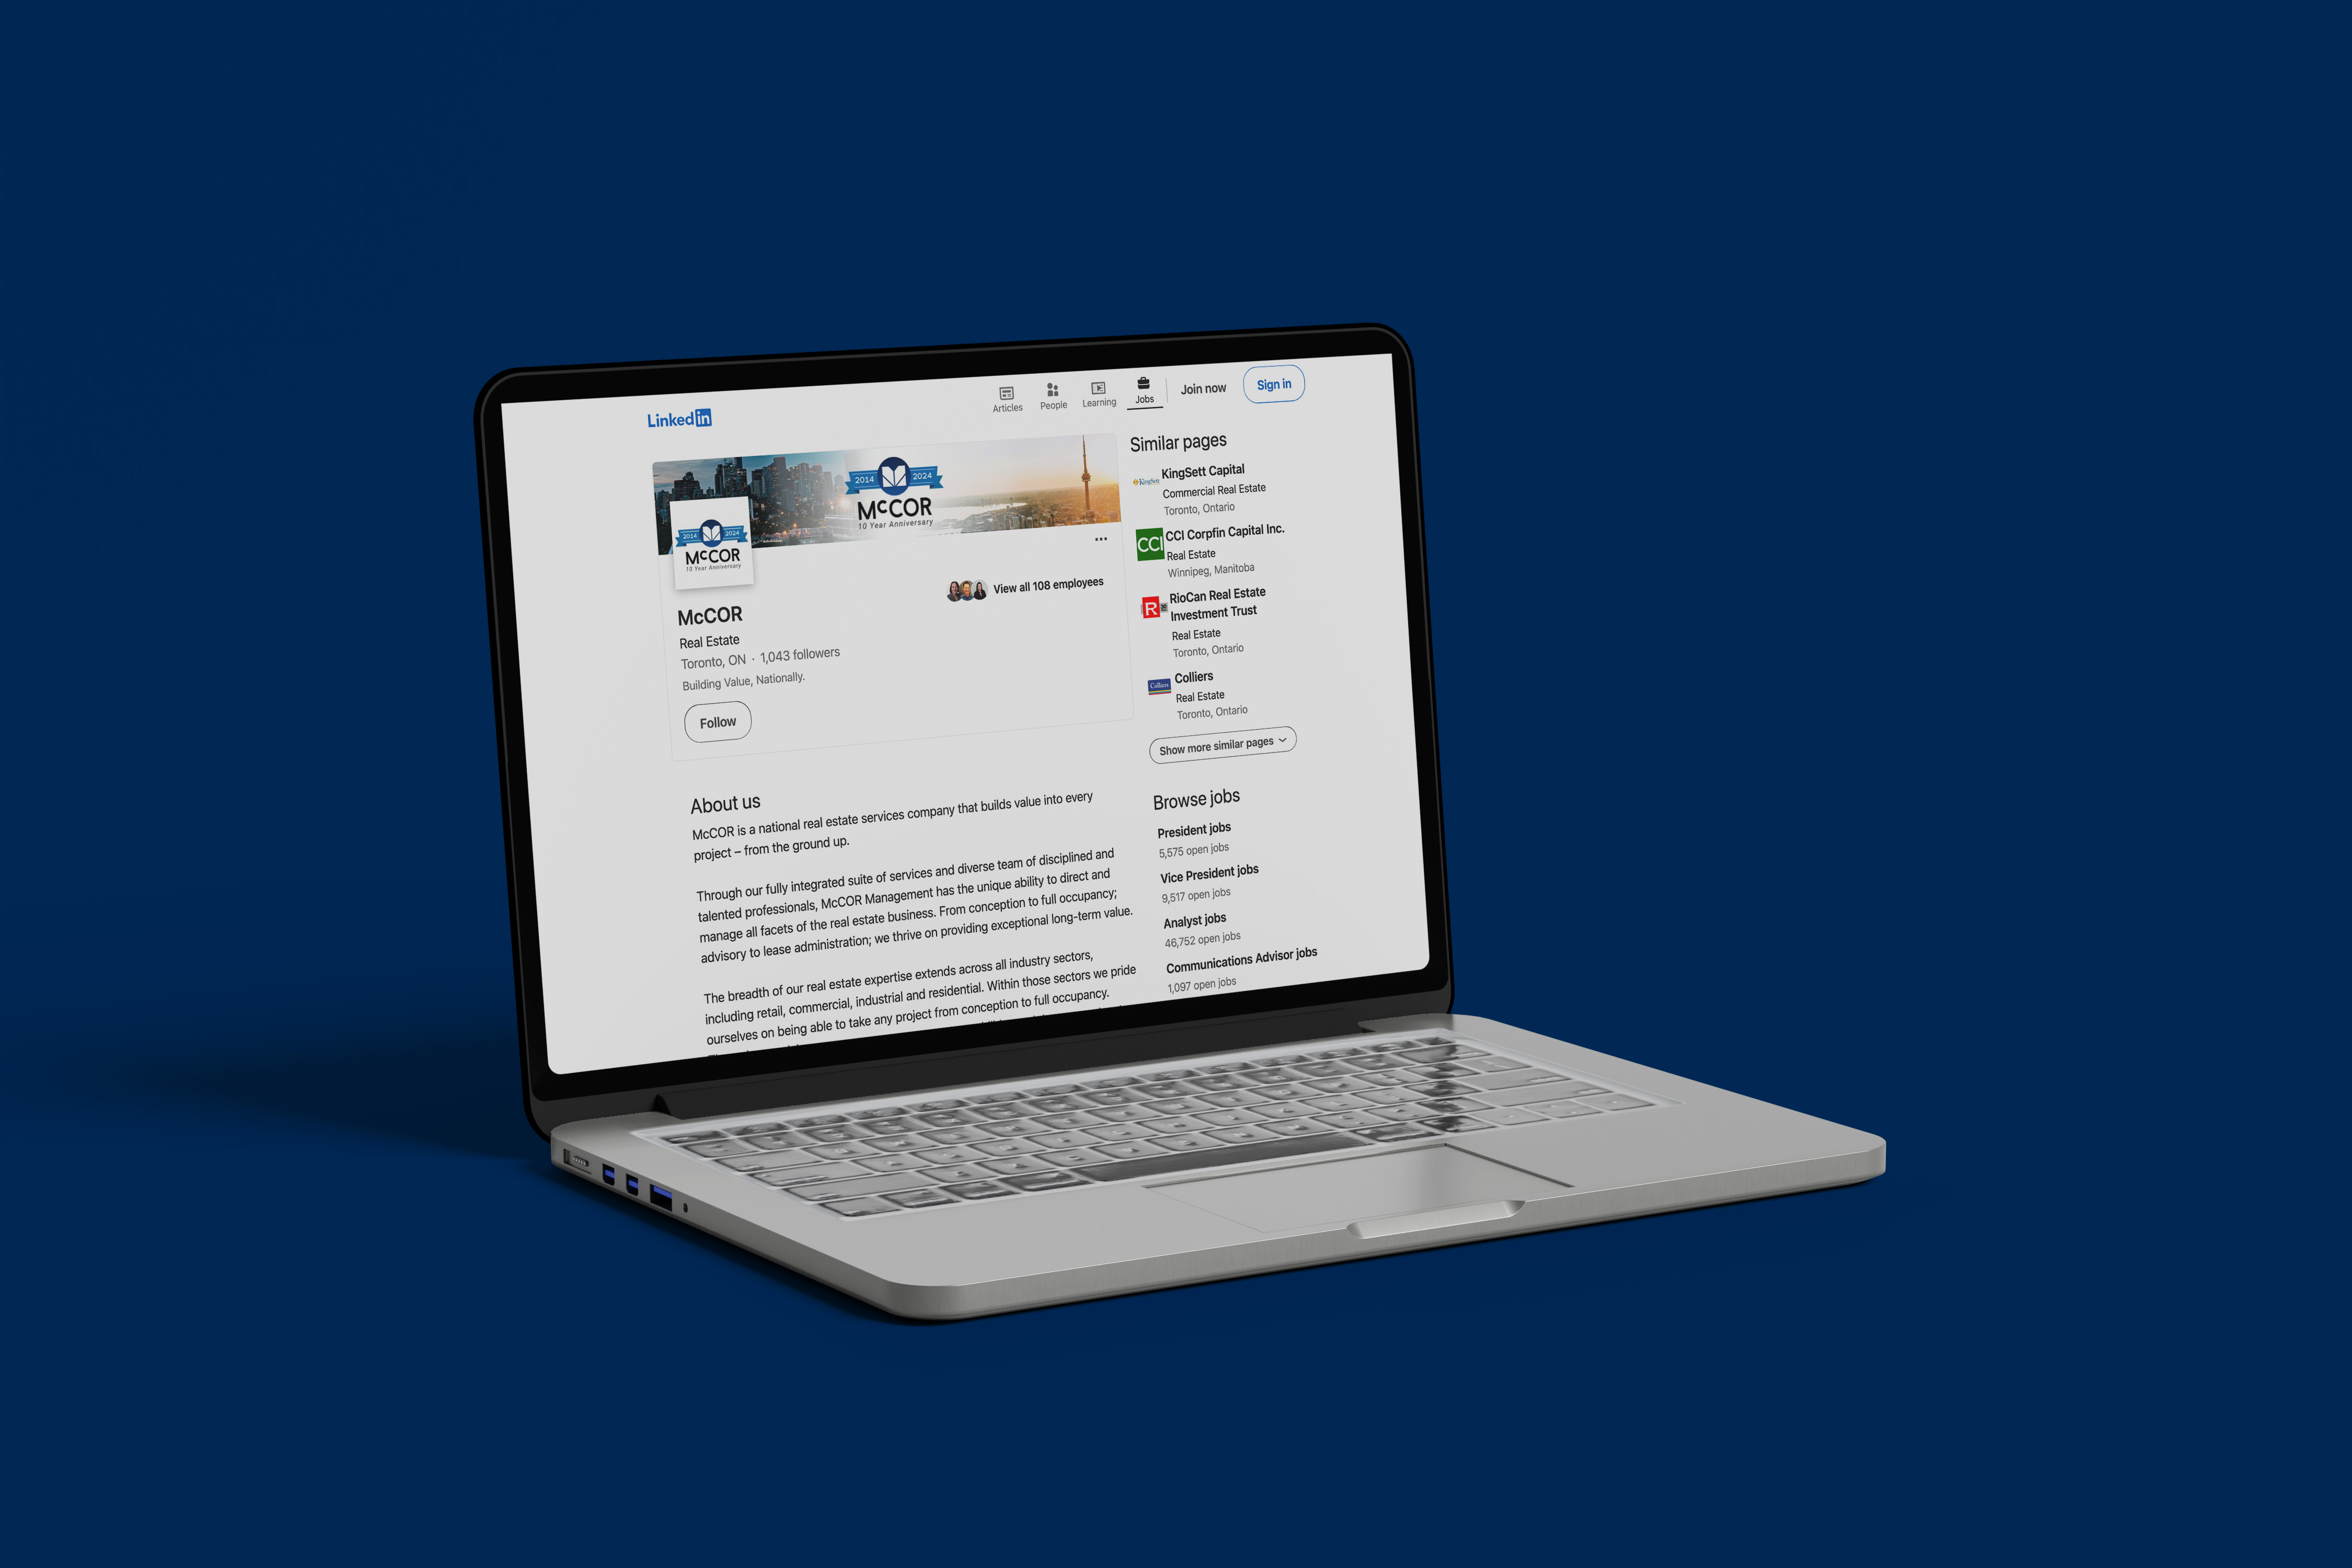 Linked in
Articles
People
Learning
Jobs
Join now
Sign in
2014 2024
McCOR
10 Year Anniversary
2014 2024
McCOR
10 Year Anniversary
View all 108 employees
McCOR
Real Estate
Toronto, ON · 1,043 followers
Building Value, Nationally.
Follow
About us
McCOR is a national real estate services company that builds value into every
project – from the ground up.
Through our fully integrated suite of services and diverse team of disciplined and
talented professionals, McCOR Management has the unique ability to direct and
manage all facets of the real estate business. From conception to full occupancy;
advisory to lease administration; we thrive on providing exceptional long-term value.
The breadth of our real estate expertise extends across all industry sectors,
including retail, commercial, industrial and residential. Within those sectors we pride
ourselves on being able to take any project from conception to full occupancy.
Similar pages
KingSett
KingSett Capital
Commercial Real Estate
Toronto, Ontario
CCI
CCI Corpfin Capital Inc.
Real Estate
Winnipeg, Manitoba
R
RioCan Real Estate
Investment Trust
Real Estate
Toronto, Ontario
Colliers
Colliers
Real Estate
Toronto, Ontario
Show more similar pages
Browse jobs
President jobs
5,575 open jobs
Vice President jobs
9,517 open jobs
Analyst jobs
46,752 open jobs
Communications Advisor jobs
1,097 open jobs